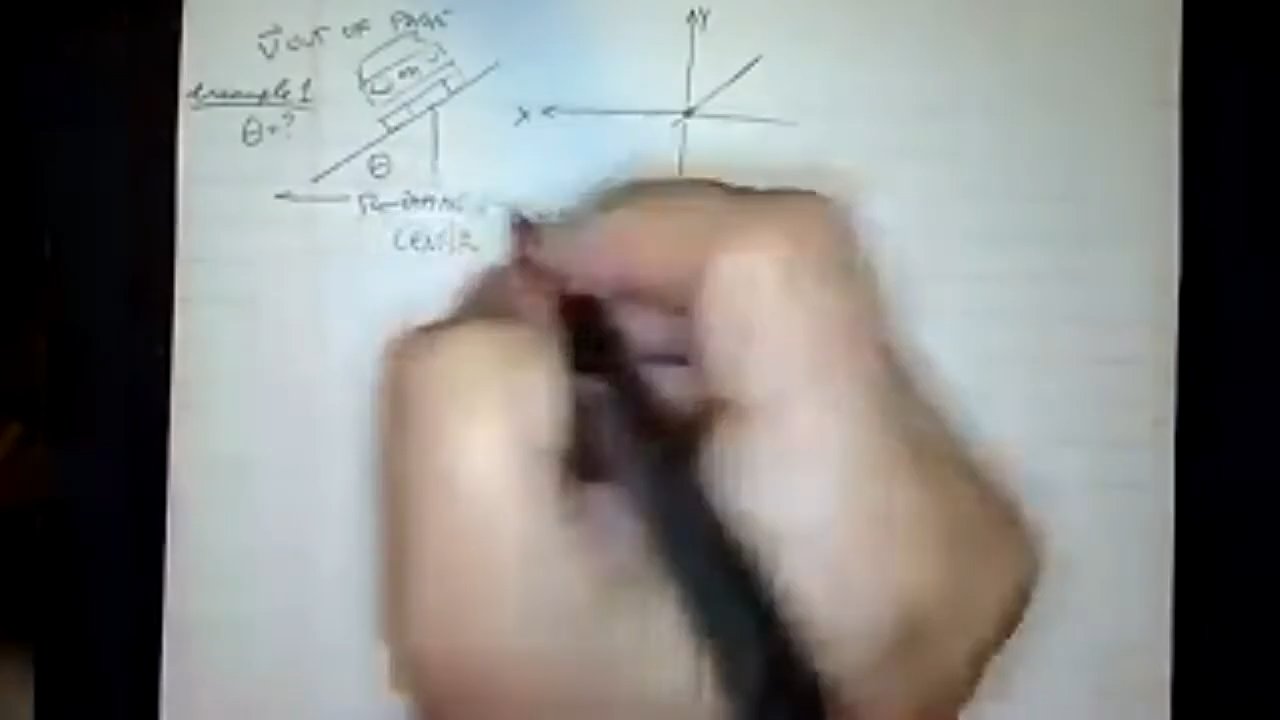 V OUT OF PAGE
Example 1
θ=?
m
θ
CENTER
Y
X